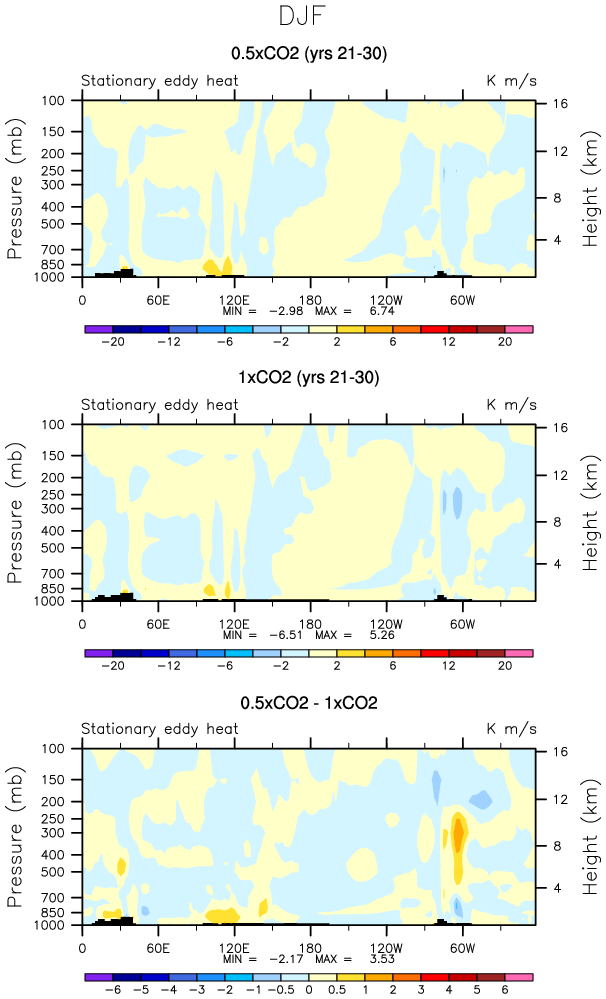 DJF
0.5xCO2 (yrs 21-30)
Stationary eddy heat K m/s
100 150 200 250 300 400 500 700 850 1000
Pressure (mb)
16 12 8 4
Height (km)
0 60E 120E 180 120W 60W
MIN = -2.98 MAX = 6.74
-20 -12 -6 -2 2 6 12 20
1xCO2 (yrs 21-30)
Stationary eddy heat K m/s
100 150 200 250 300 400 500 700 850 1000
Pressure (mb)
16 12 8 4
Height (km)
0 60E 120E 180 120W 60W
MIN = -6.51 MAX = 5.26
-20 -12 -6 -2 2 6 12 20
0.5xCO2 - 1xCO2
Stationary eddy heat K m/s
100 150 200 250 300 400 500 700 850 1000
Pressure (mb)
16 12 8 4
Height (km)
0 60E 120E 180 120W 60W
MIN = -2.17 MAX = 3.53
-6 -5 -4 -3 -2 -1 -0.5 0 0.5 1 2 3 4 5 6